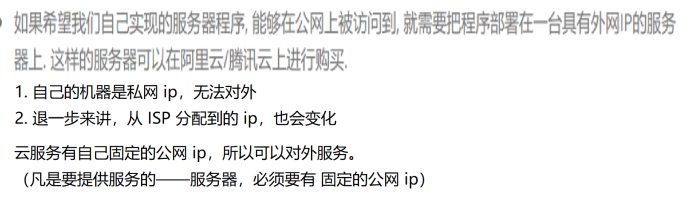 如果希望我们自己实现的服务器程序, 能够在公网上被访问到, 就需要把程序部署在一台具有外网IP的服务
器上. 这样的服务器可以在阿里云/腾讯云上进行购买.
1. 自己的机器是私网 ip，无法对外
2. 退一步来讲，从 ISP 分配到的 ip，也会变化
云服务有自己固定的公网 ip，所以可以对外服务。
（凡是要提供服务的——服务器，必须要有 固定的公网 ip）